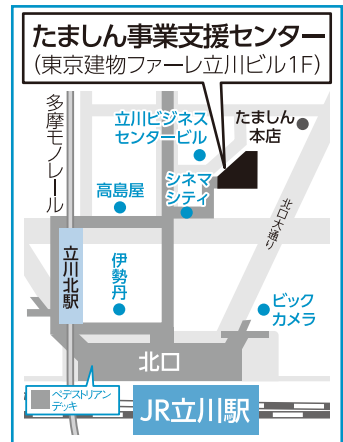 たましん事業支援センター
(東京建物ファーレ立川ビル1F)
多摩モノレール
立川ビジネス
センタービル
たましん
本店
高島屋
シネマ
シティ
北口大通り
立川北駅
伊勢丹
ビック
カメラ
北口
ペデストリアン
デッキ
JR立川駅